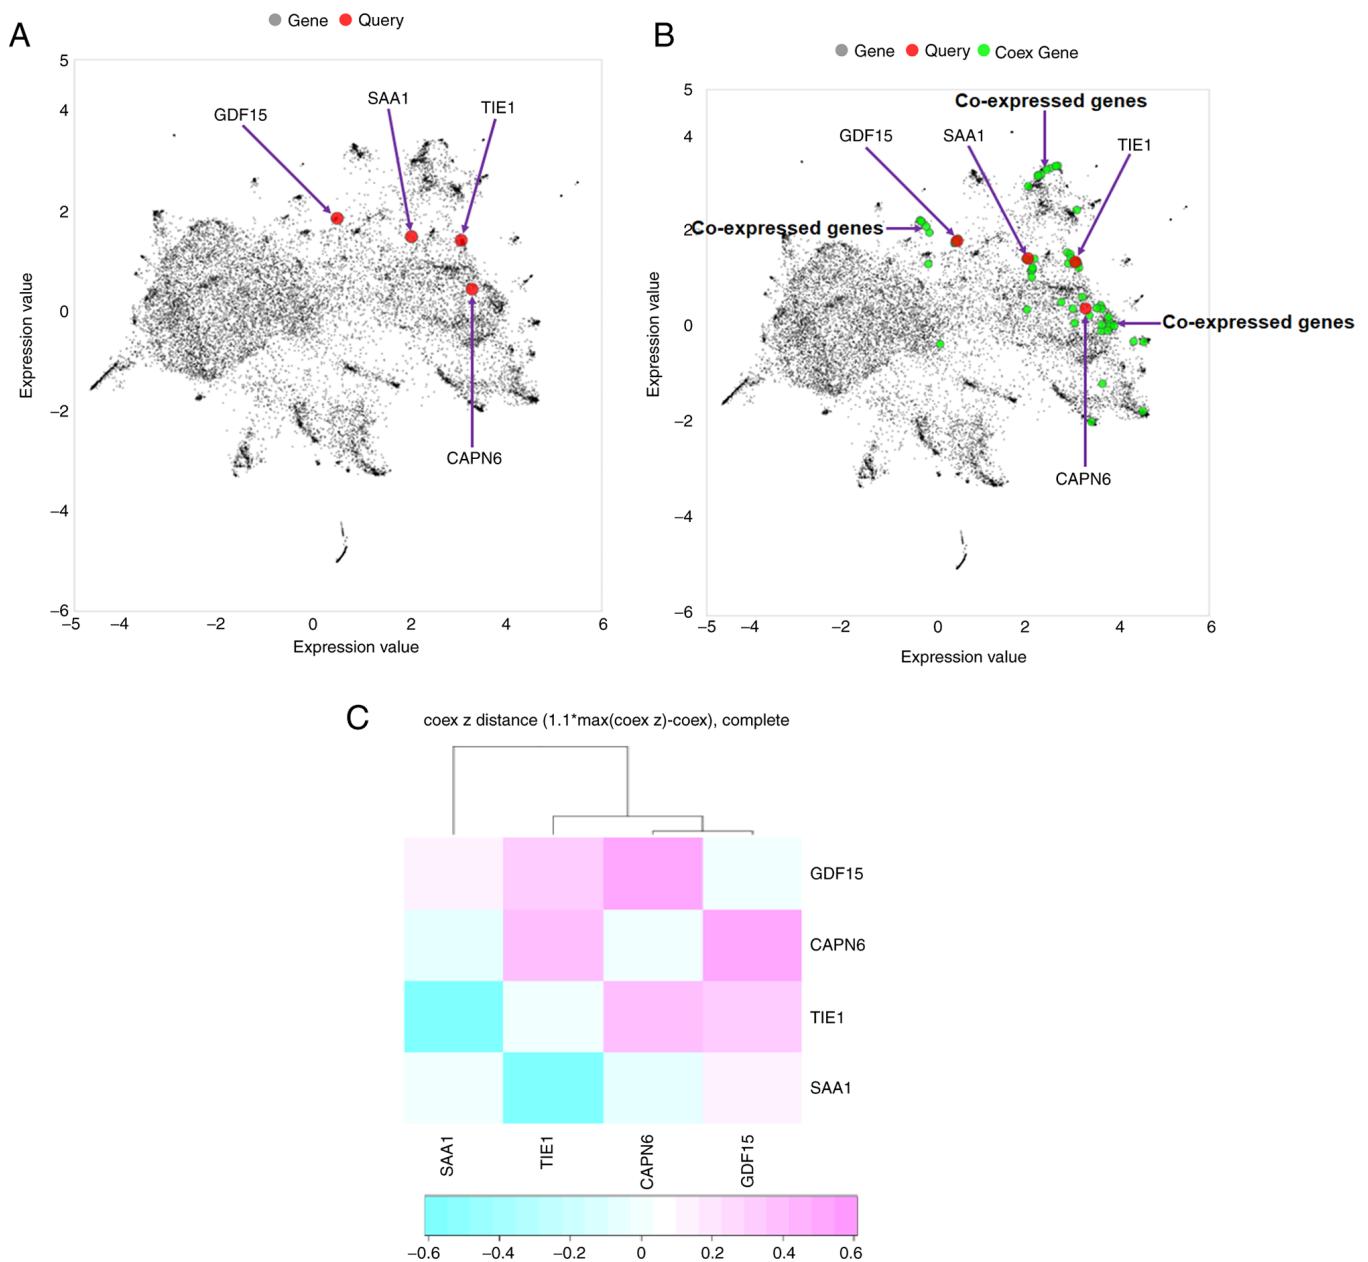 A
Gene Query
5
4
2
0
−2
−4
−6
−5 −4 −2 0 2 4 6
Expression value
Expression value
GDF15
SAA1
TIE1
CAPN6
B
Gene Query Coex Gene
5
4
2
0
−2
−4
−6
−5 −4 −2 0 2 4 6
Expression value
Expression value
Co-expressed genes
GDF15
SAA1
TIE1
Co-expressed genes
Co-expressed genes
CAPN6
C
coex z distance (1.1*max(coex z)-coex), complete
GDF15
CAPN6
TIE1
SAA1
SAA1
TIE1
CAPN6
GDF15
−0.6 −0.4 −0.2 0 0.2 0.4 0.6